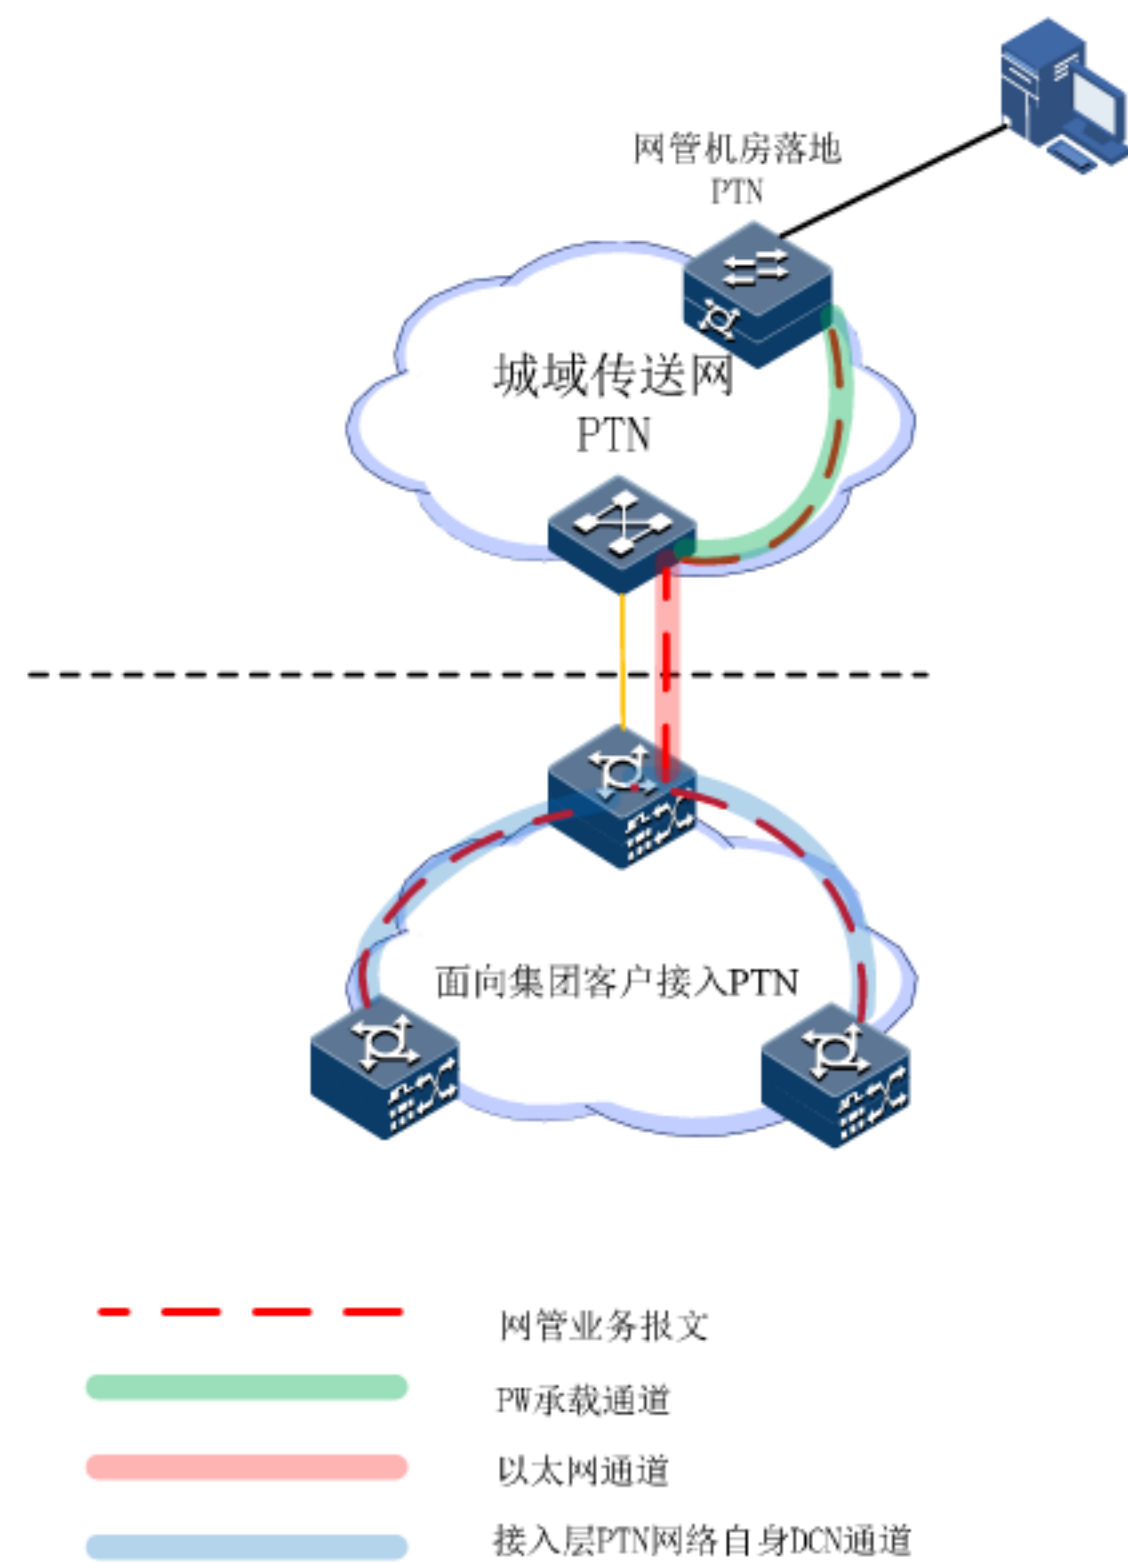 网管机房落地
PTN
城域传送网
PTN
面向集团客户接入PTN
网管业务报文
PW承载通道
以太网通道
接入层PTN网络自身DCN通道